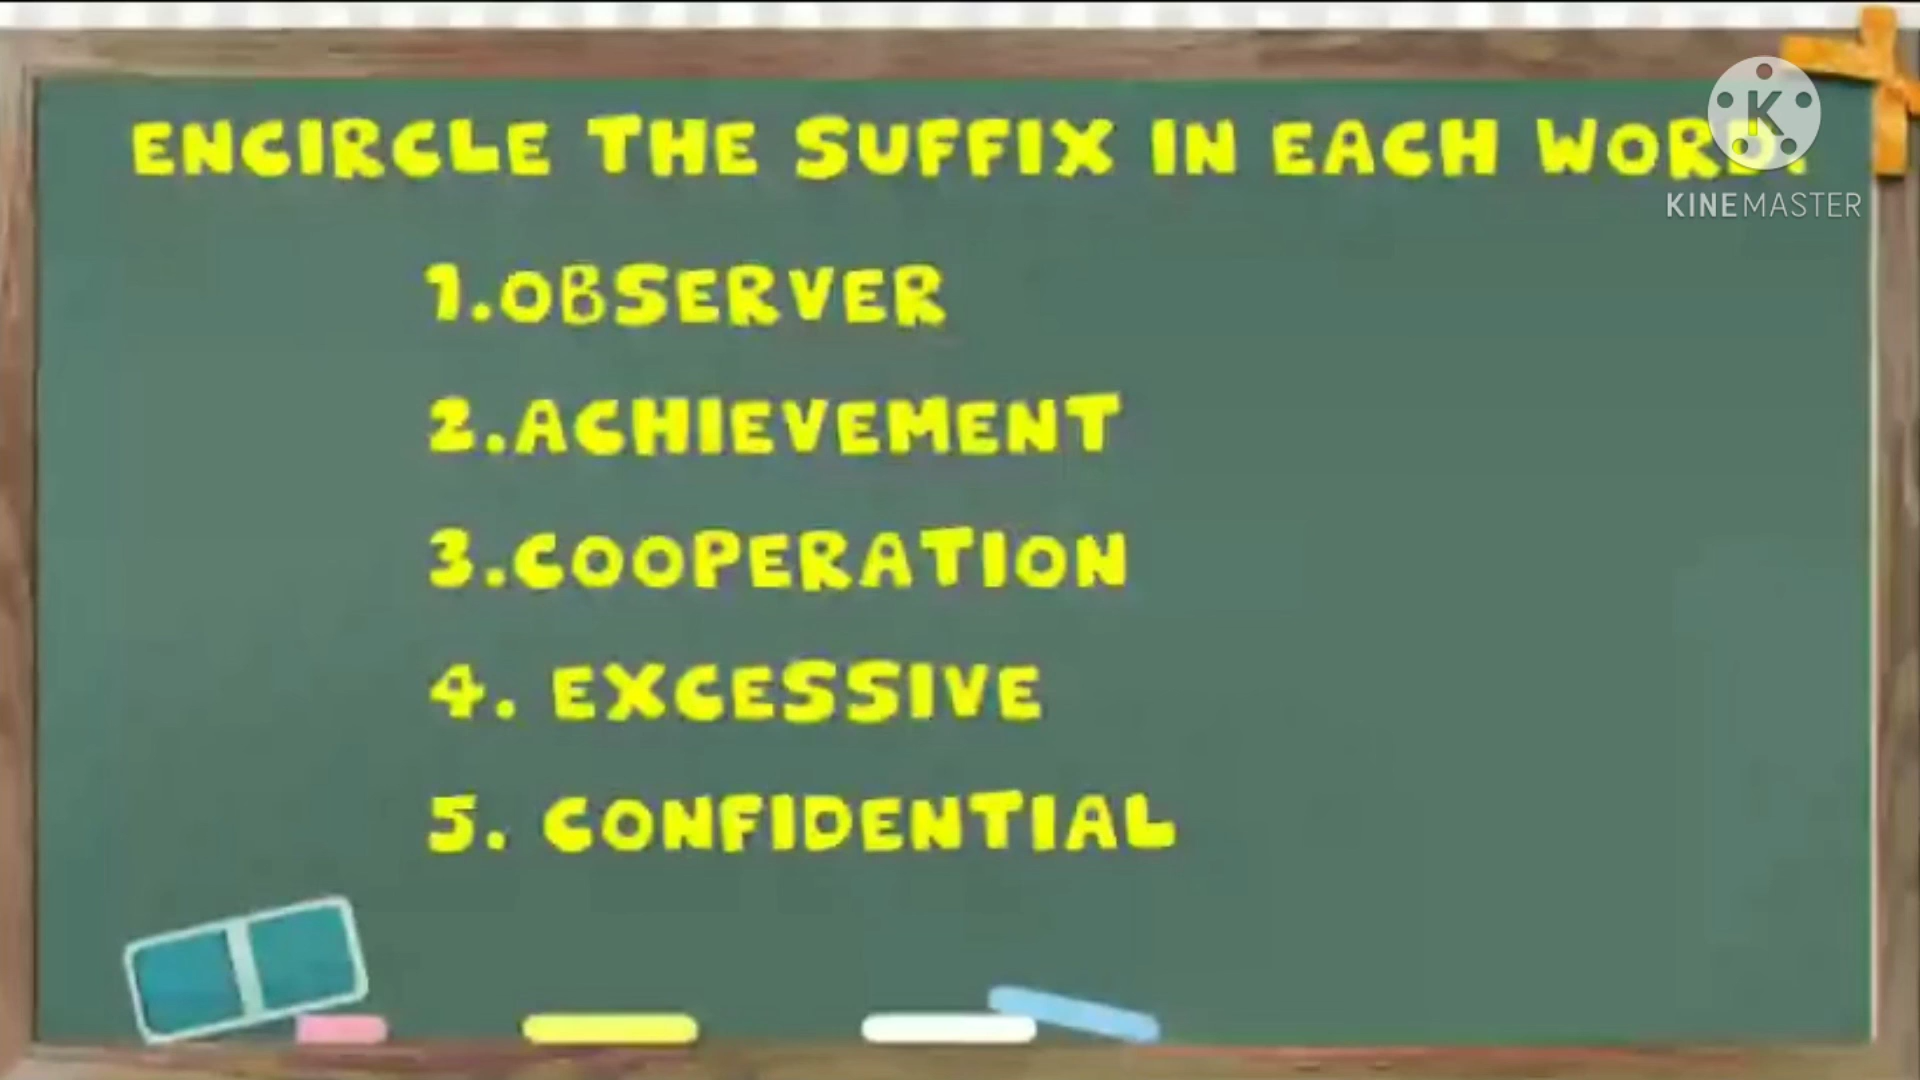 ENCIRCLE THE SUFFIX IN EACH WORD.
K
KINEMASTER
1.OBSERVER
2.ACHIEVEMENT
3.COOPERATION
4. EXCESSIVE
5. CONFIDENTIAL